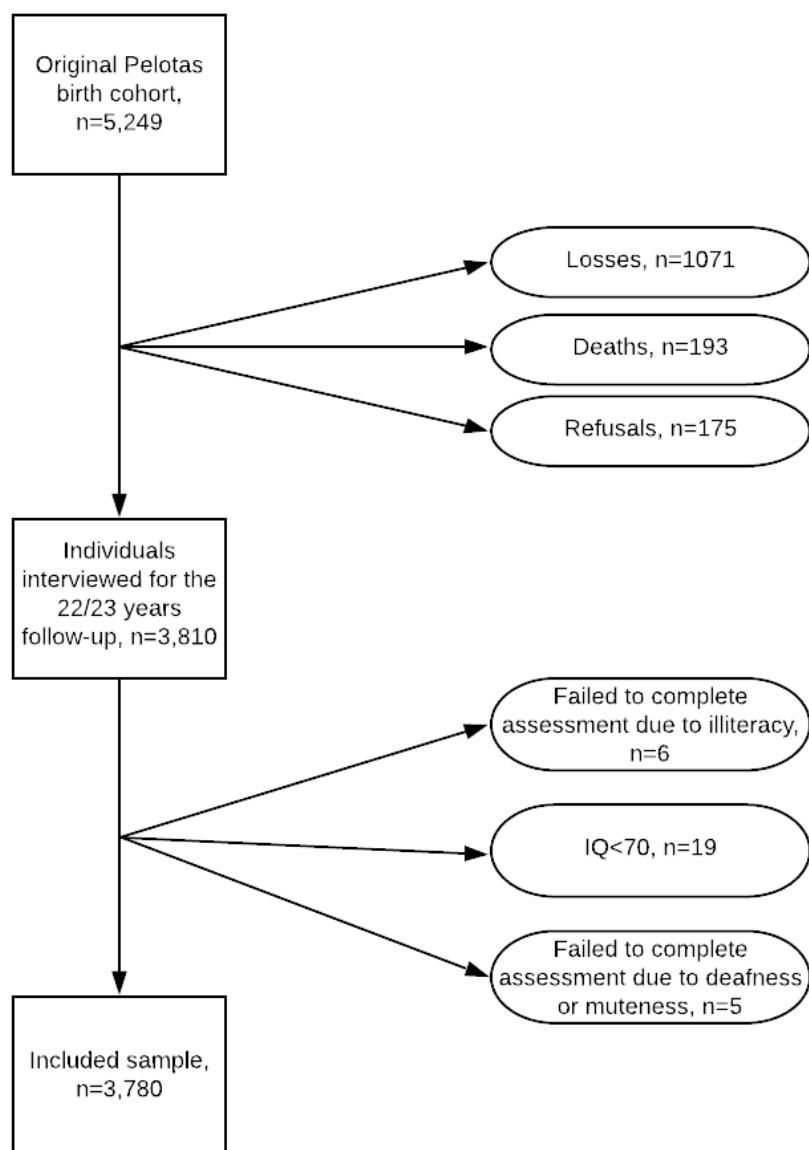 Original Pelotas
birth cohort,
n=5,249
Losses, n=1071
Deaths, n=193
Refusals, n=175
Individuals
interviewed for the
22/23 years
follow-up, n=3,810
Failed to complete
assessment due to illiteracy,
n=6
IQ<70, n=19
Failed to complete
assessment due to deafness
or muteness, n=5
Included sample,
n=3,780